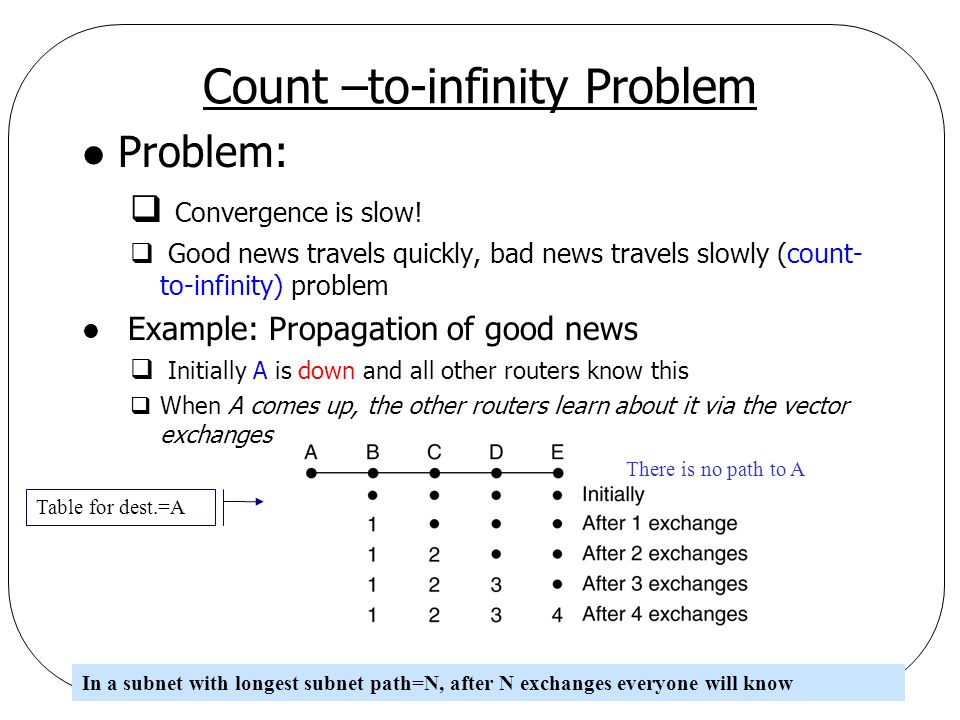 Count –to-infinity Problem
● Problem:
❑ Convergence is slow!
❑ Good news travels quickly, bad news travels slowly (count-
to-infinity) problem
● Example: Propagation of good news
❑ Initially A is down and all other routers know this
❑ When A comes up, the other routers learn about it via the vector
exchanges
A B C D E
There is no path to A
• • • • Initially
Table for dest.=A
1 • • • After 1 exchange
1 2 • • After 2 exchanges
1 2 3 • After 3 exchanges
1 2 3 4 After 4 exchanges
In a subnet with longest subnet path=N, after N exchanges everyone will know